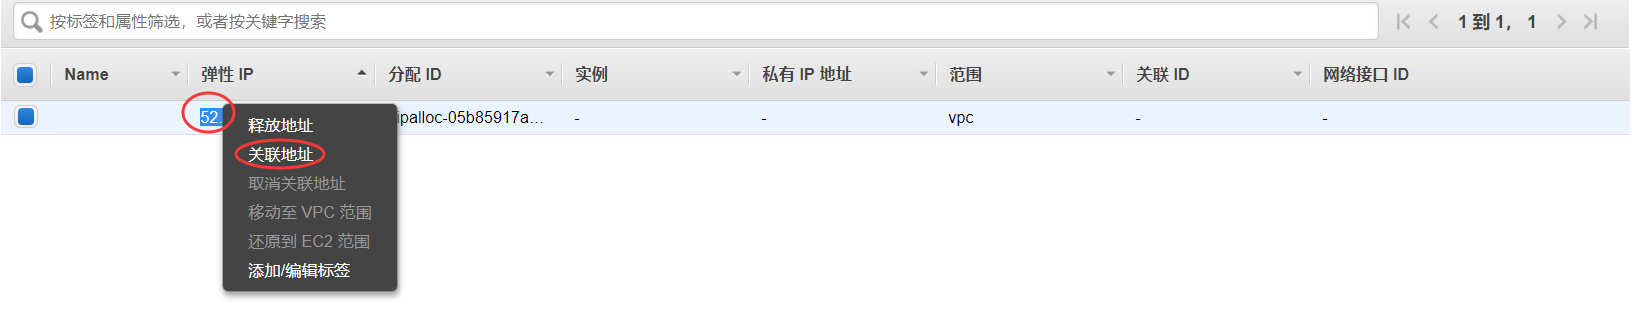 按标签和属性筛选，或者按关键字搜索
1 到 1， 1
Name 弹性 IP 分配 ID 实例 私有 IP 地址 范围 关联 ID 网络接口 ID
52. ipalloc-05b85917a... - - vpc - -
释放地址
关联地址
取消关联地址
移动至 VPC 范围
还原到 EC2 范围
添加/编辑标签